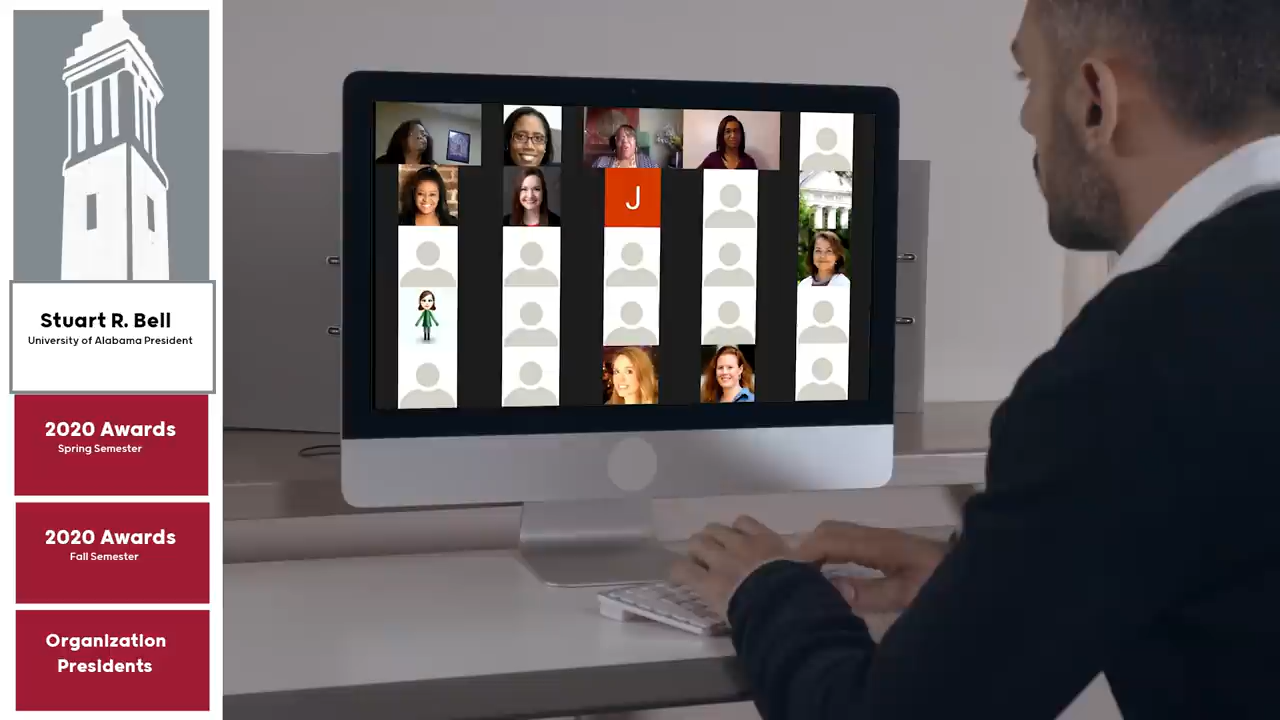 Stuart R. Bell
University of Alabama President
2020 Awards
Spring Semester
2020 Awards
Fall Semester
Organization
Presidents
J